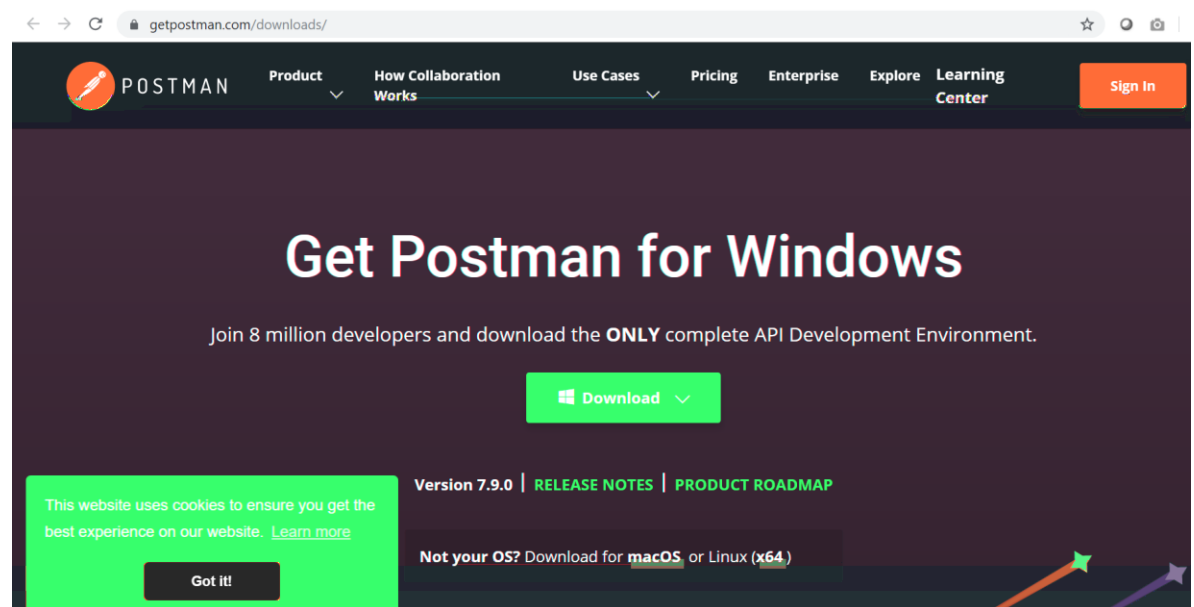 getpostman.com/downloads/
POSTMAN
Product
How Collaboration
Works
Use Cases
Pricing
Enterprise
Explore
Learning
Center
Sign In
Get Postman for Windows
Join 8 million developers and download the ONLY complete API Development Environment.
Download
Version 7.9.0 | RELEASE NOTES | PRODUCT ROADMAP
This website uses cookies to ensure you get the
best experience on our website. Learn more
Got it!
Not your OS? Download for macOS or Linux (x64)